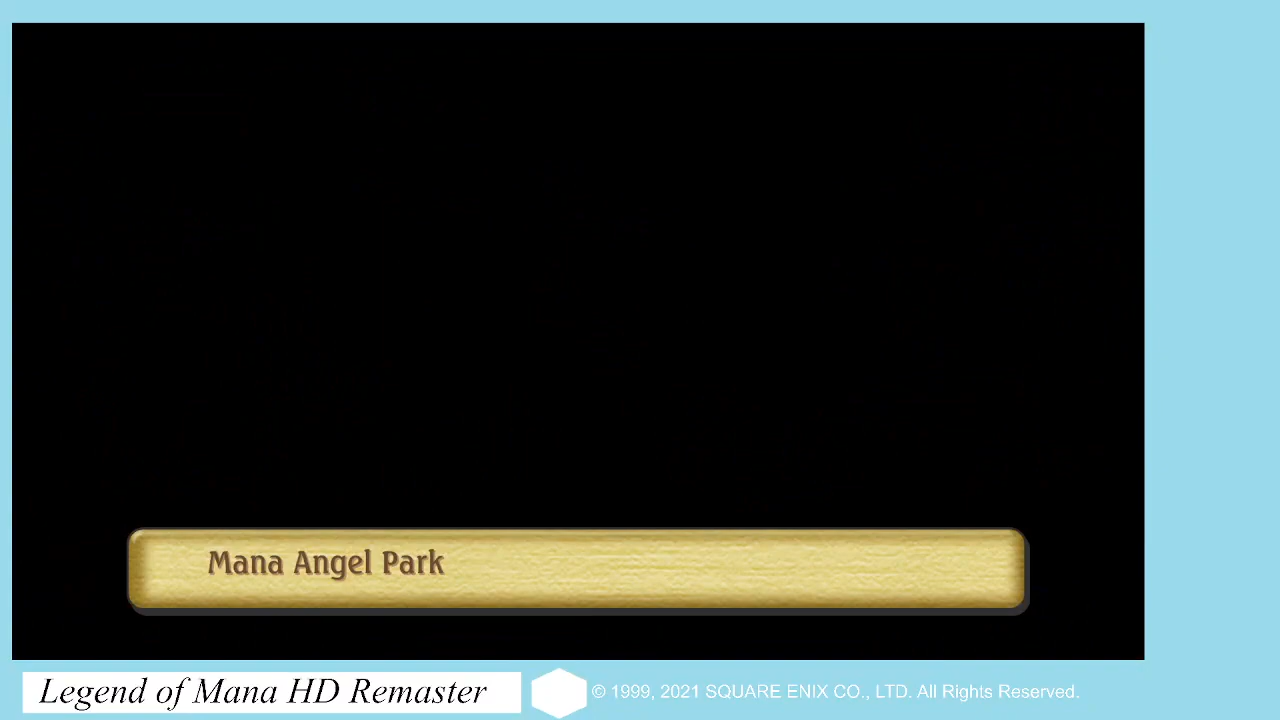 Mana Angel Park
Legend of Mana HD Remaster
© 1999, 2021 SQUARE ENIX CO., LTD. All Rights Reserved.